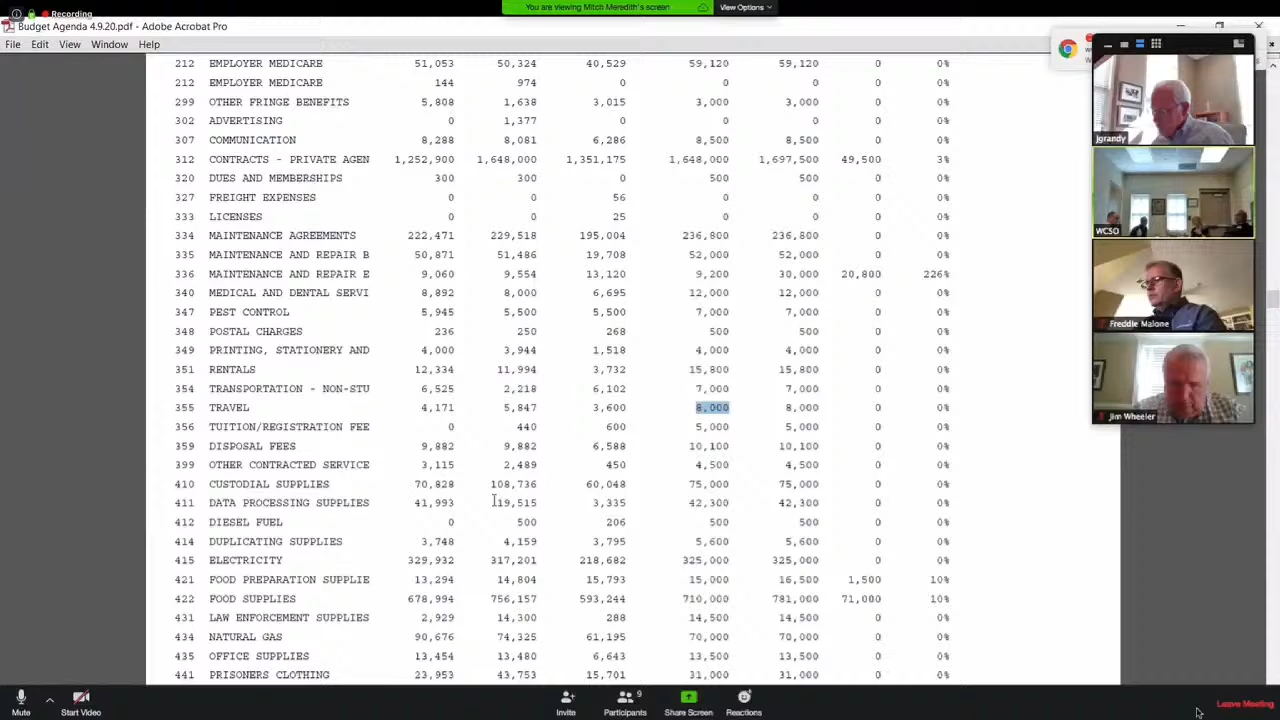 Recording
You are viewing Mitch Meredith's screen
View Options
Budget Agenda 4.9.20.pdf - Adobe Acrobat Pro
File Edit View Window Help
212 EMPLOYER MEDICARE 51,053 50,324 40,529 59,120 59,120 0 0%
212 EMPLOYER MEDICARE 144 974 0 0 0 0 0%
299 OTHER FRINGE BENEFITS 5,808 1,638 3,015 3,000 3,000 0 0%
302 ADVERTISING 0 1,377 0 0 0 0 0%
307 COMMUNICATION 9,288 8,081 6,286 8,500 8,500 0 0%
312 CONTRACTS - PRIVATE AGEN 1,252,900 1,648,000 1,351,175 1,648,000 1,697,500 49,500 3%
320 DUES AND MEMBERSHIPS 300 300 0 500 500 0 0%
327 FREIGHT EXPENSES 0 0 56 0 0 0 0%
333 LICENSES 0 0 25 0 0 0 0%
334 MAINTENANCE AGREEMENTS 222,471 229,518 195,004 236,800 236,800 0 0%
335 MAINTENANCE AND REPAIR B 50,871 51,486 19,708 52,000 52,000 0 0%
336 MAINTENANCE AND REPAIR E 9,060 9,554 13,120 9,200 30,000 20,800 226%
340 MEDICAL AND DENTAL SERVI 8,892 8,000 6,695 12,000 12,000 0 0%
347 PEST CONTROL 5,945 5,500 5,500 7,000 7,000 0 0%
348 POSTAL CHARGES 236 250 268 500 500 0 0%
349 PRINTING, STATIONERY AND 4,000 3,944 1,518 4,000 4,000 0 0%
351 RENTALS 12,334 11,994 3,732 15,800 15,800 0 0%
354 TRANSPORTATION - NON-STU 6,525 2,218 6,102 7,000 7,000 0 0%
355 TRAVEL 4,171 5,847 3,600 8,000 8,000 0 0%
356 TUITION/REGISTRATION FEE 0 440 600 5,000 5,000 0 0%
359 DISPOSAL FEES 9,882 9,882 6,588 10,100 10,100 0 0%
399 OTHER CONTRACTED SERVICE 3,115 2,489 450 4,500 4,500 0 0%
410 CUSTODIAL SUPPLIES 70,828 108,736 60,048 75,000 75,000 0 0%
411 DATA PROCESSING SUPPLIES 41,993 19,515 3,335 42,300 42,300 0 0%
412 DIESEL FUEL 0 500 206 500 500 0 0%
414 DUPLICATING SUPPLIES 3,748 4,159 3,795 5,600 5,600 0 0%
415 ELECTRICITY 329,932 317,201 218,682 325,000 325,000 0 0%
421 FOOD PREPARATION SUPPLIE 13,294 14,804 15,793 15,000 16,500 1,500 10%
422 FOOD SUPPLIES 678,994 756,157 593,244 710,000 781,000 71,000 10%
431 LAW ENFORCEMENT SUPPLIES 2,929 14,300 288 14,500 14,500 0 0%
434 NATURAL GAS 90,676 74,325 61,195 70,000 70,000 0 0%
435 OFFICE SUPPLIES 13,454 13,480 6,643 13,500 13,500 0 0%
441 PRISONERS CLOTHING 23,953 43,753 15,701 31,000 31,000 0 0%
jgrandy
WCSO
Freddie Malone
Jim Wheeler
Mute
Start Video
Invite
9
Participants
Share Screen
Reactions
Leave Meeting